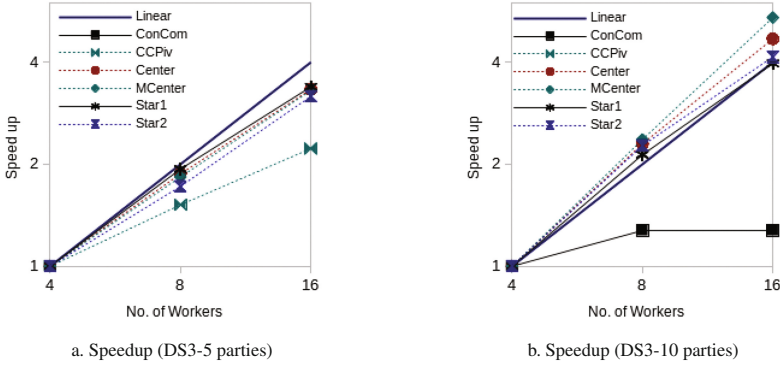 Linear
ConCom
CCPiv
Center
MCenter
Star1
Star2
4
2
1
Speed up
4
8
16
No. of Workers
a. Speedup (DS3-5 parties)
Linear
ConCom
CCPiv
Center
MCenter
Star1
Star2
4
2
1
Speed up
4
8
16
No. of Workers
b. Speedup (DS3-10 parties)